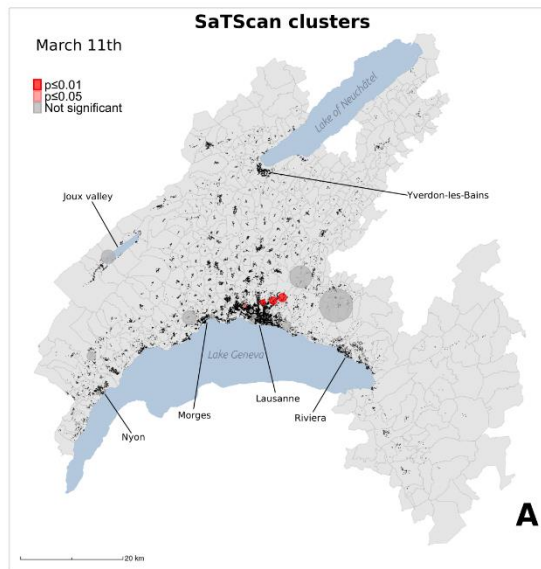 SaTScan clusters
March 11th
p≤0.01
p≤0.05
Not significant
Lake of Neuchâtel
Yverdon-les-Bains
Joux valley
Lake Geneva
Lausanne
Morges
Riviera
Nyon
A
20 km